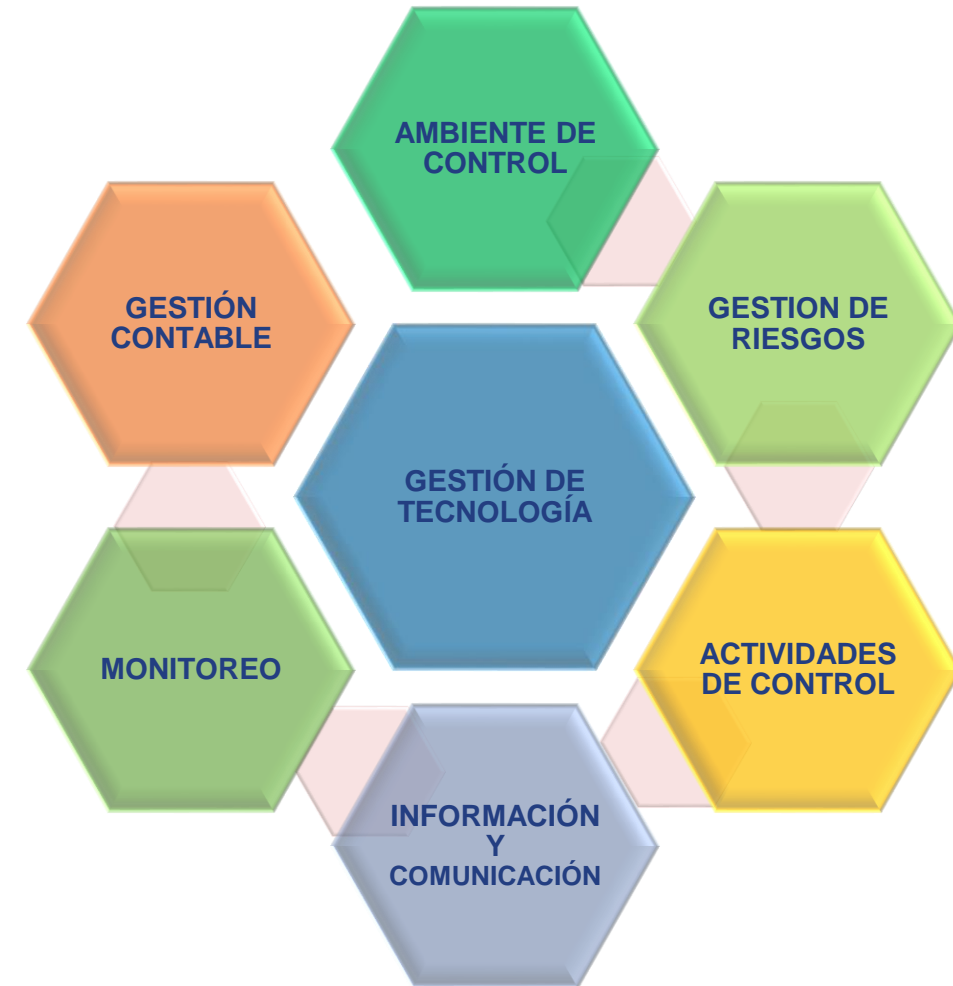 AMBIENTE DE
CONTROL
GESTIÓN
CONTABLE
GESTION DE
RIESGOS
GESTIÓN DE
TECNOLOGÍA
MONITOREO
ACTIVIDADES
DE CONTROL
INFORMACIÓN
Y
COMUNICACIÓN